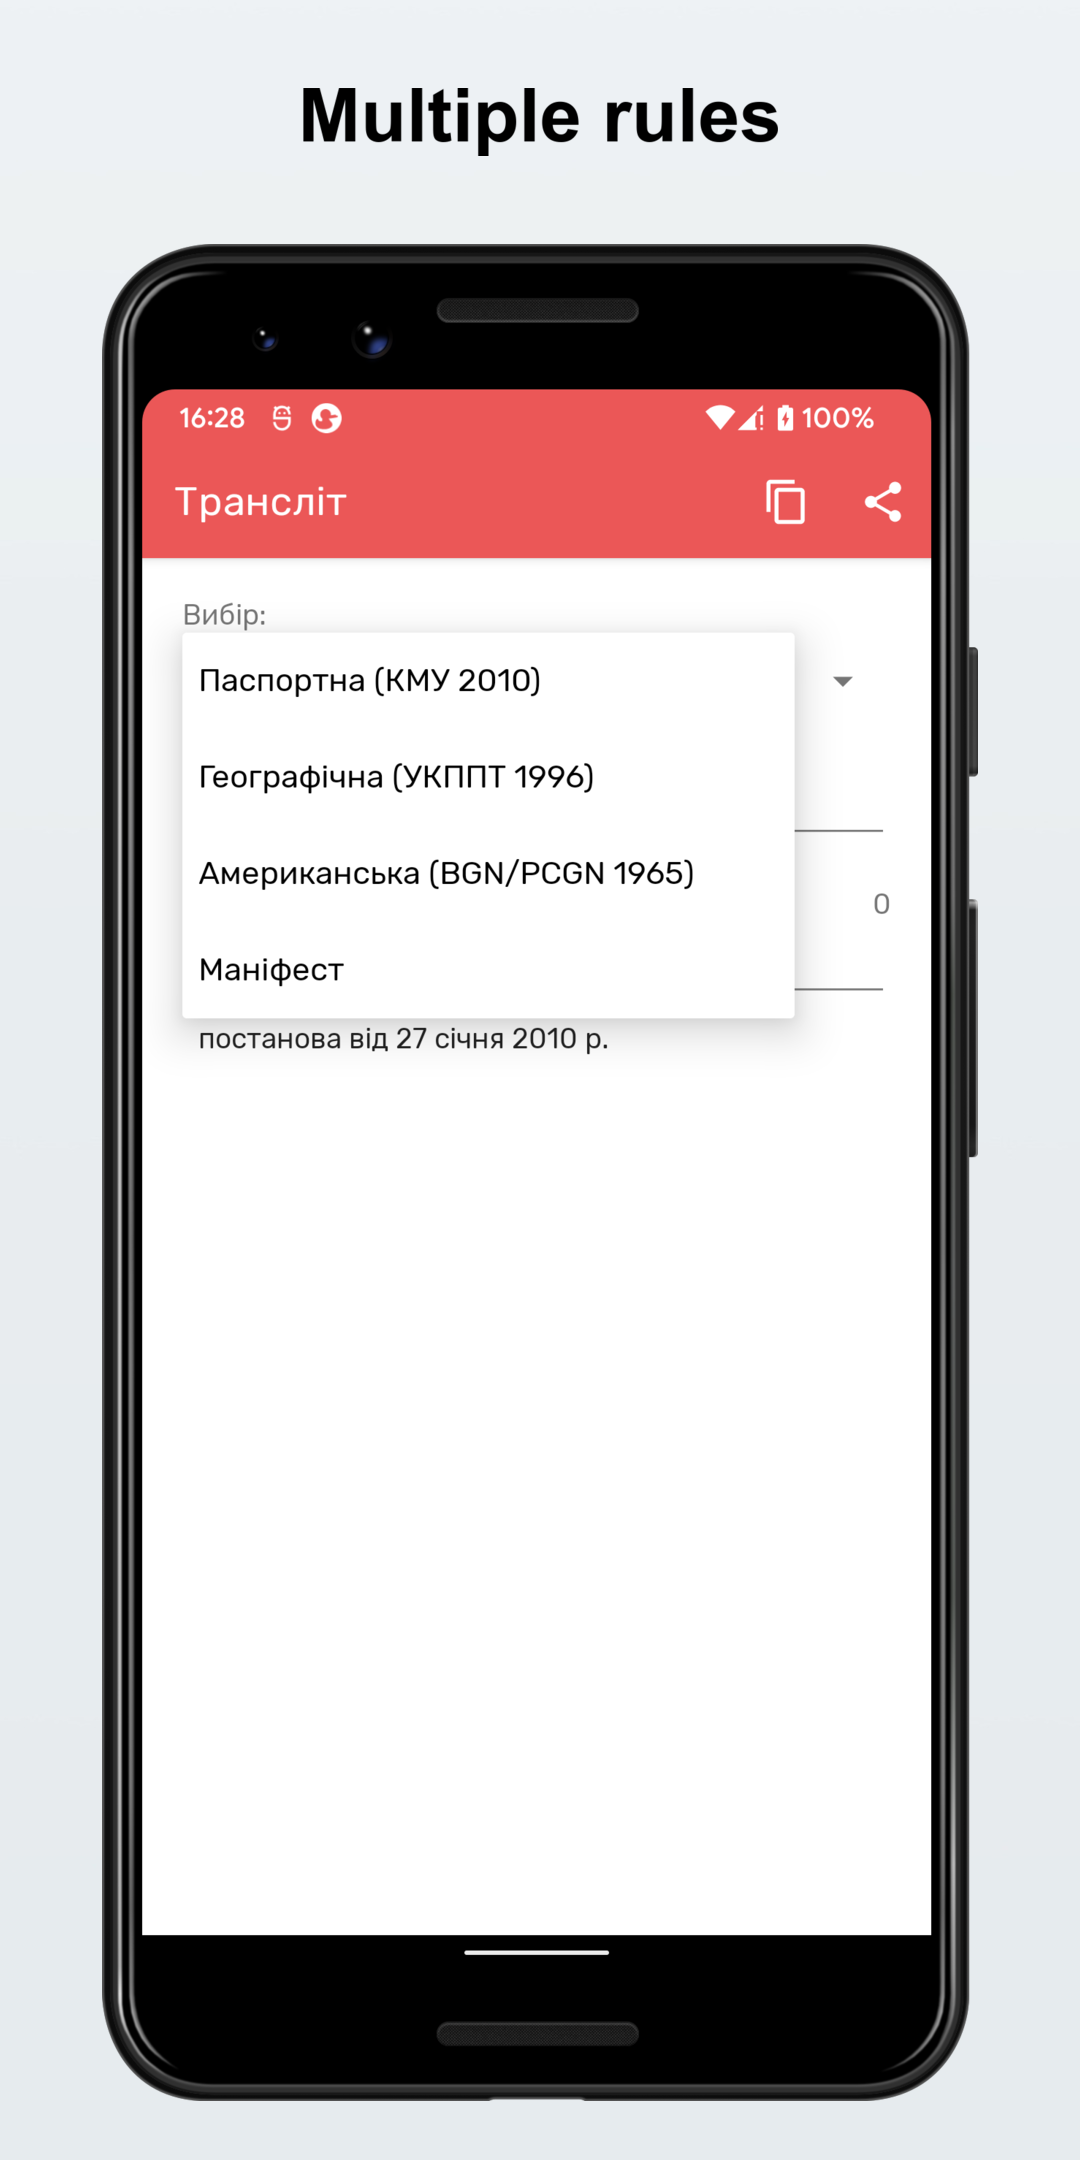 Multiple rules
16:28
100%
Трансліт
Вибір:
Паспортна (КМУ 2010)
Географічна (УКППТ 1996)
Американська (BGN/PCGN 1965)
0
Маніфест
постанова від 27 січня 2010 р.